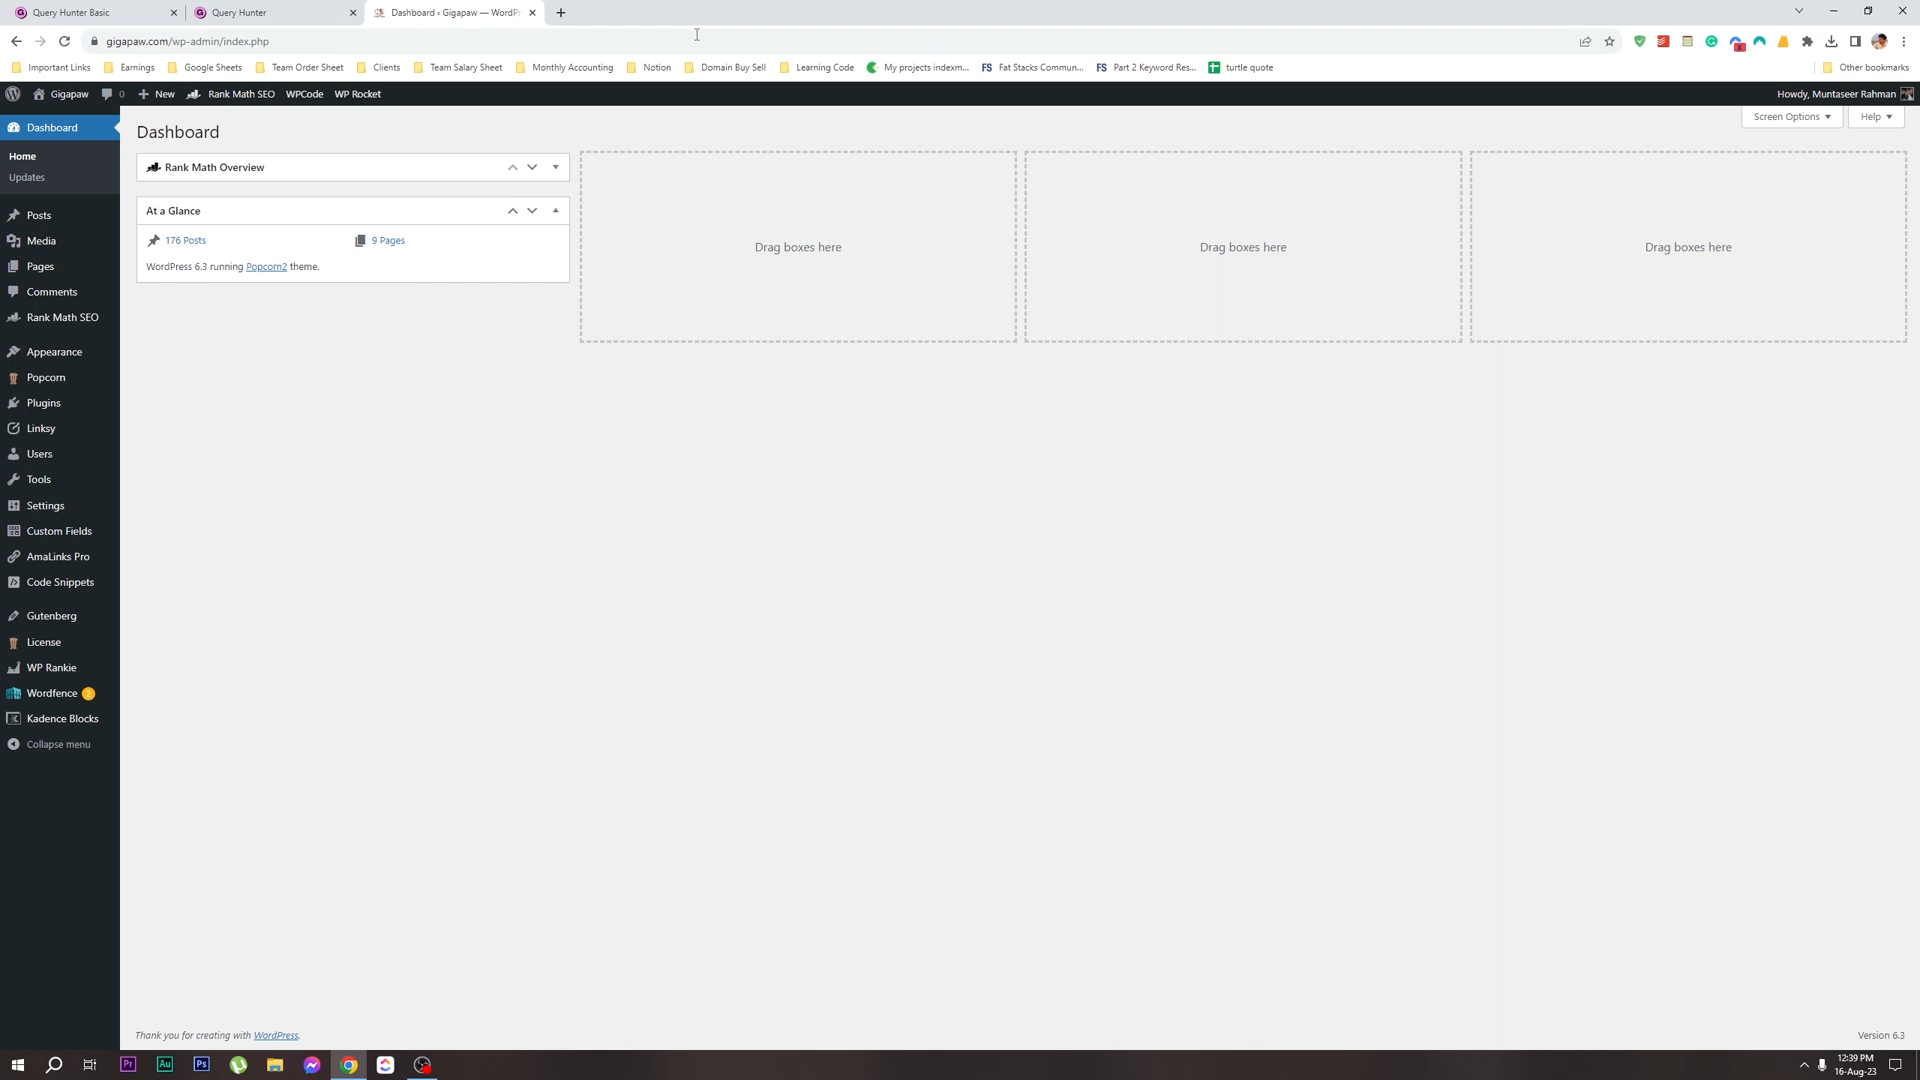 Query Hunter Basic
Query Hunter
Dashboard ‹ Gigapaw — WordPr
gigapaw.com/wp-admin/index.php
Important Links
Earnings
Google Sheets
Team Order Sheet
Clients
Team Salary Sheet
Monthly Accounting
Notion
Domain Buy Sell
Learning Code
My projects indexm...
FS Fat Stacks Commun...
FS Part 2 Keyword Res...
turtle quote
Other bookmarks
Gigapaw
0
New
Rank Math SEO
WPCode
WP Rocket
Howdy, Muntaseer Rahman
Dashboard
Home
Updates
Posts
Media
Pages
Comments
Rank Math SEO
Appearance
Popcorn
Plugins
Linksy
Users
Tools
Settings
Custom Fields
AmaLinks Pro
Code Snippets
Gutenberg
License
WP Rankie
Wordfence 2
Kadence Blocks
Collapse menu
Screen Options
Help
Dashboard
Rank Math Overview
At a Glance
176 Posts
9 Pages
WordPress 6.3 running Popcorn2 theme.
Drag boxes here
Drag boxes here
Drag boxes here
Thank you for creating with WordPress.
Version 6.3
Pr
Au
Ps
12:39 PM
16-Aug-23